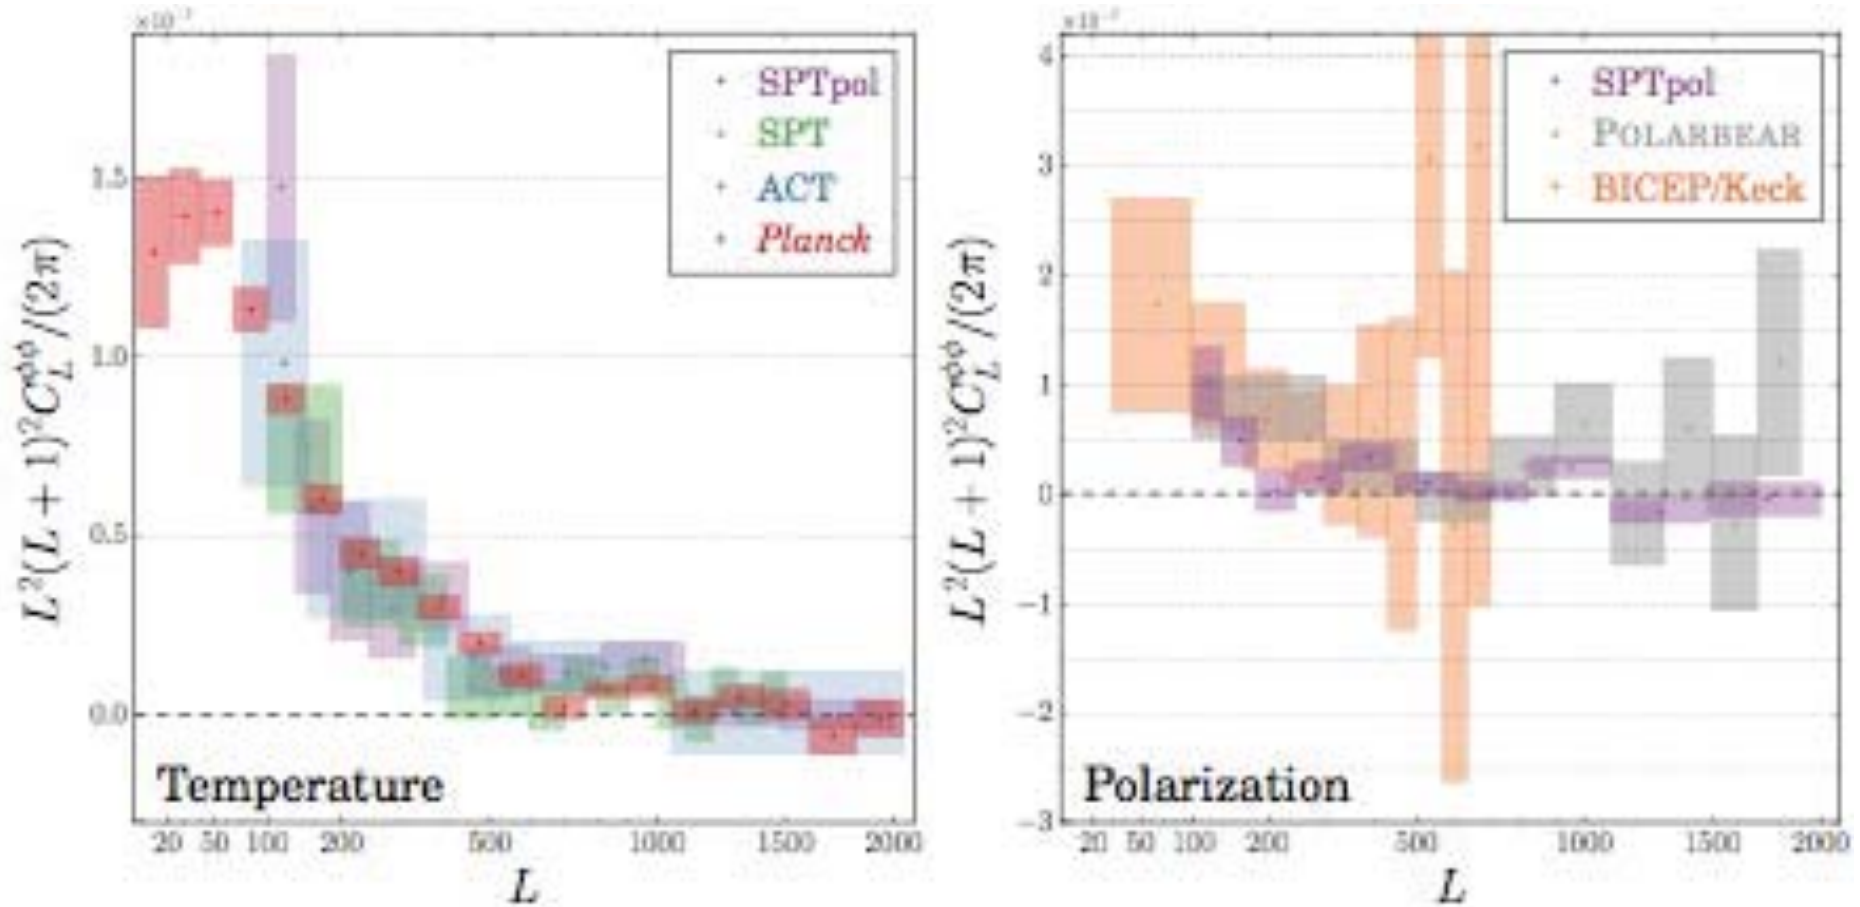 SPTpol
SPT
ACT
Planck
1.5
1.0
0.5
0.0
L²(L + 1)²C_L^ϕϕ/(2π)
Temperature
20 50 100 200 500 1000 1500 2000
L
SPTpol
POLARBEAR
BICEP/Keck
4
3
2
1
0
−1
−2
−3
L²(L + 1)²C_L^ϕϕ/(2π)
Polarization
20 50 100 200 500 1000 1500 2000
L